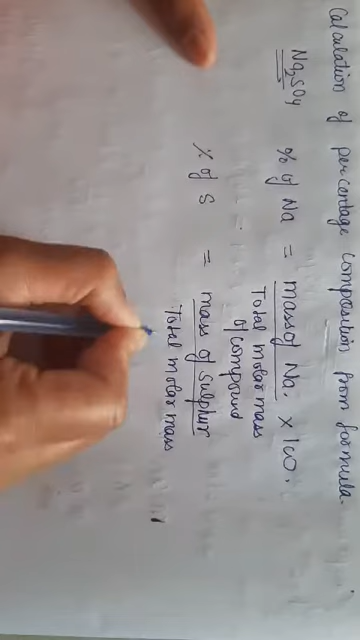 Calculation of percentage composition from formula.
Na₂SO₄ % of Na = mass of Na. × 100.
Total molar mass
of compound
% of S = mass of sulphur
Total molar mass